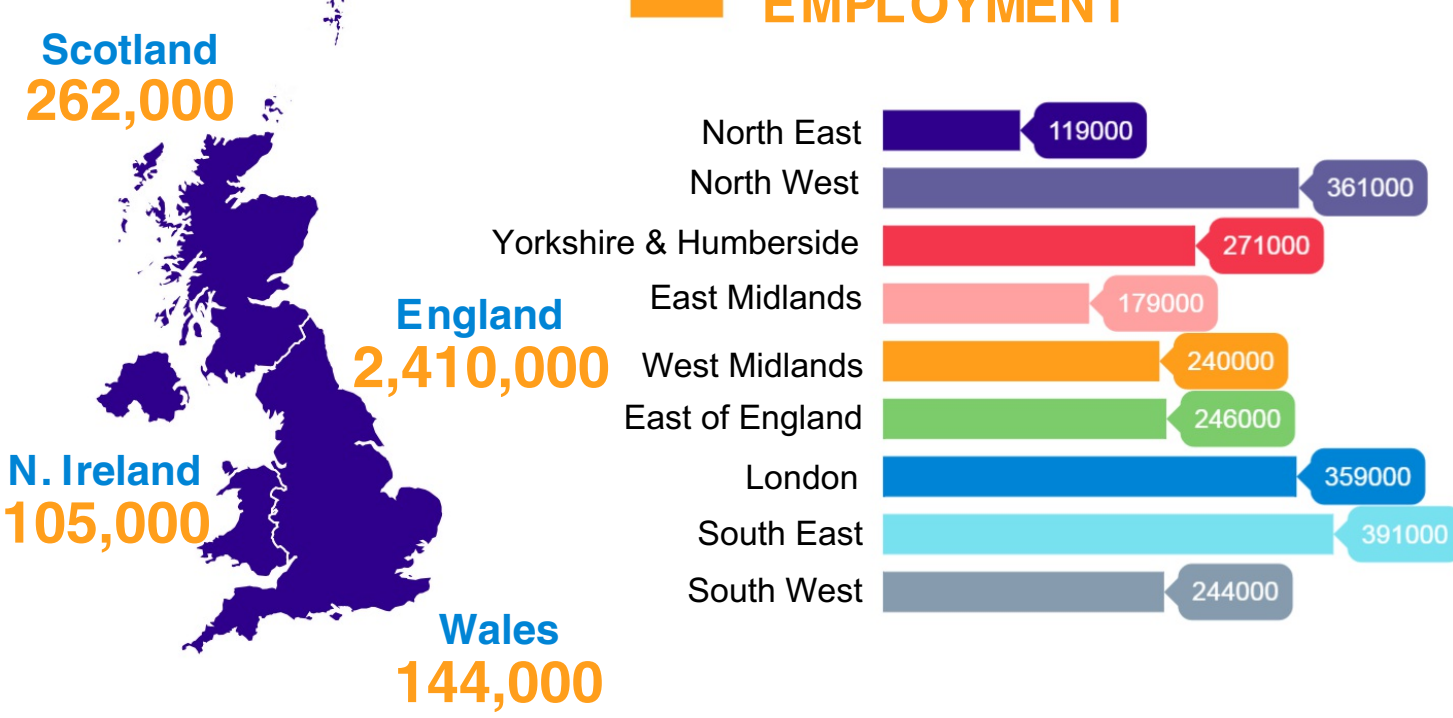 EMPLOYMENT
Scotland
262,000
England
2,410,000
N. Ireland
105,000
Wales
144,000
North East 119000
North West 361000
Yorkshire & Humberside 271000
East Midlands 179000
West Midlands 240000
East of England 246000
London 359000
South East 391000
South West 244000